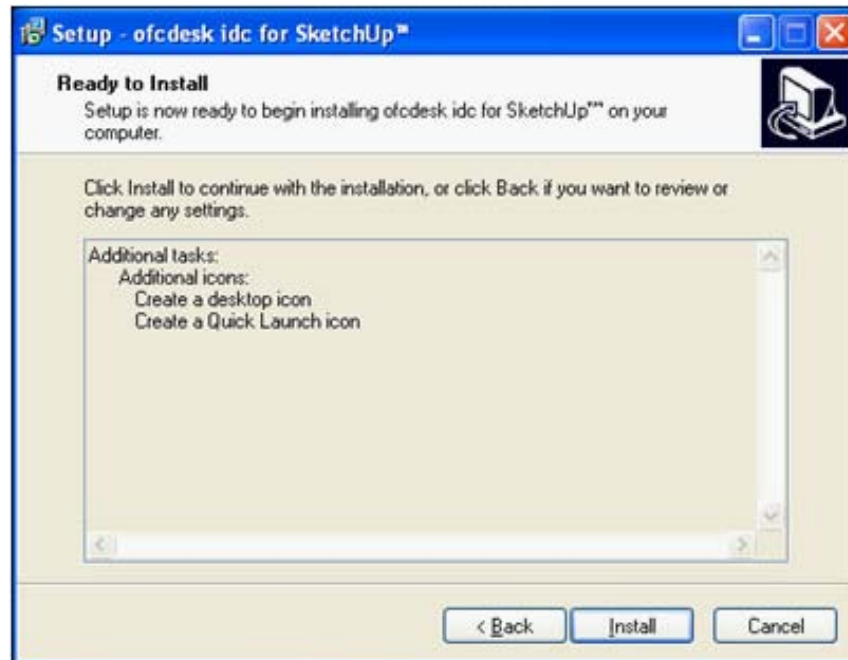 Setup - ofcdesk idc for SketchUp™
Ready to Install
Setup is now ready to begin installing ofcdesk idc for SketchUp™ on your
computer.
Click Install to continue with the installation, or click Back if you want to review or
change any settings.
Additional tasks:
Additional icons:
Create a desktop icon
Create a Quick Launch icon
< Back
Install
Cancel